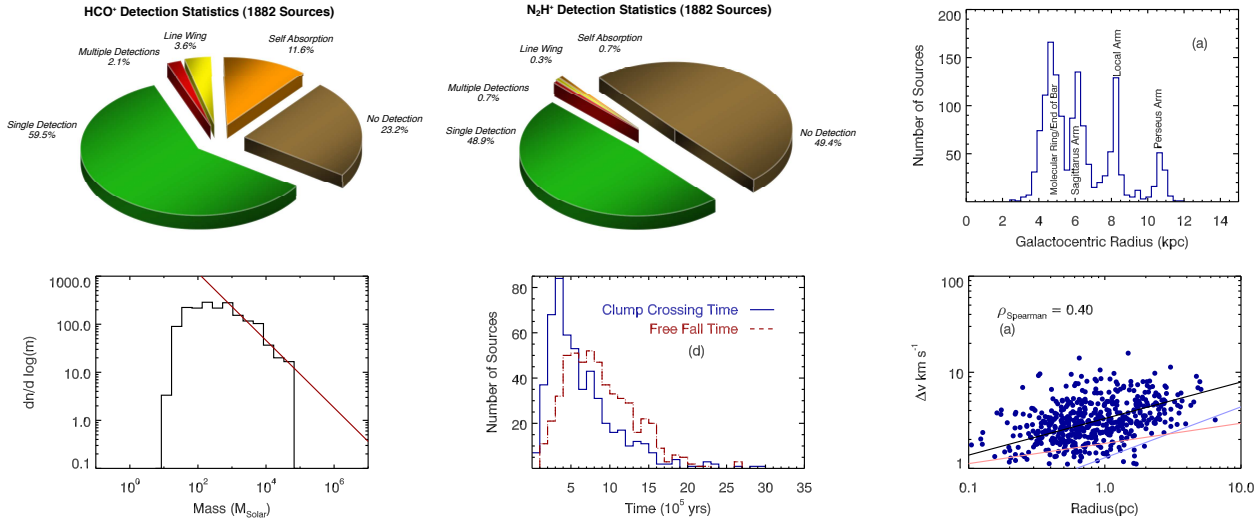 HCO⁺ Detection Statistics (1882 Sources)
Line Wing
3.6%
Self Absorption
11.6%
Multiple Detections
2.1%
Single Detection
59.5%
No Detection
23.2%
N₂H⁺ Detection Statistics (1882 Sources)
Self Absorption
0.7%
Line Wing
0.3%
Multiple Detections
0.7%
Single Detection
48.9%
No Detection
49.4%
200
150
100
50
Number of Sources
(a)
Molecular Ring/End of Bar
Sagittarus Arm
Local Arm
Perseus Arm
0 2 4 6 8 10 12 14
Galactocentric Radius (kpc)
1000.0
100.0
10.0
1.0
0.1
dn/d log(m)
10⁰ 10² 10⁴ 10⁶
Mass (M_Solar)
80
60
40
20
Number of Sources
Clump Crossing Time
Free Fall Time
(d)
5 10 15 20 25 30 35
Time (10⁵ yrs)
100
10
1
Δv km s⁻¹
ρ_Spearman = 0.40
(a)
0.1 1.0 10.0
Radius(pc)